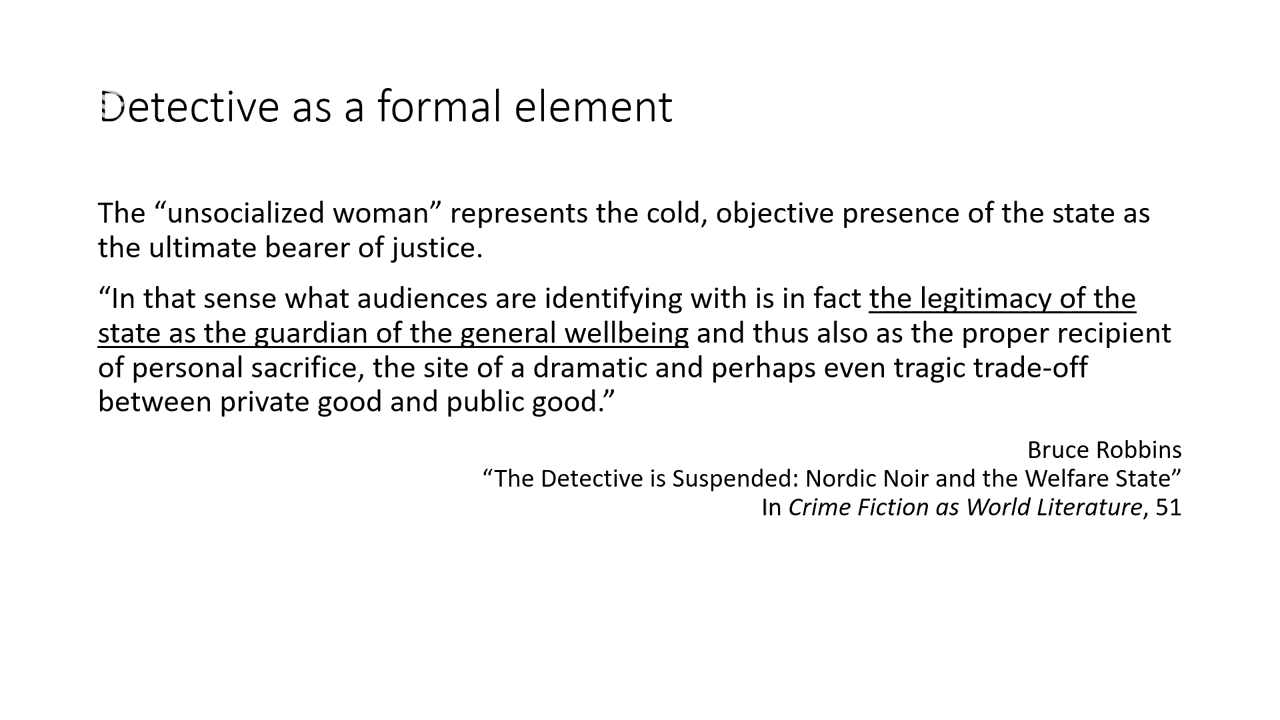 Detective as a formal element
The “unsocialized woman” represents the cold, objective presence of the state as
the ultimate bearer of justice.
“In that sense what audiences are identifying with is in fact the legitimacy of the
state as the guardian of the general wellbeing and thus also as the proper recipient
of personal sacrifice, the site of a dramatic and perhaps even tragic trade-off
between private good and public good.”
Bruce Robbins
“The Detective is Suspended: Nordic Noir and the Welfare State”
In Crime Fiction as World Literature, 51